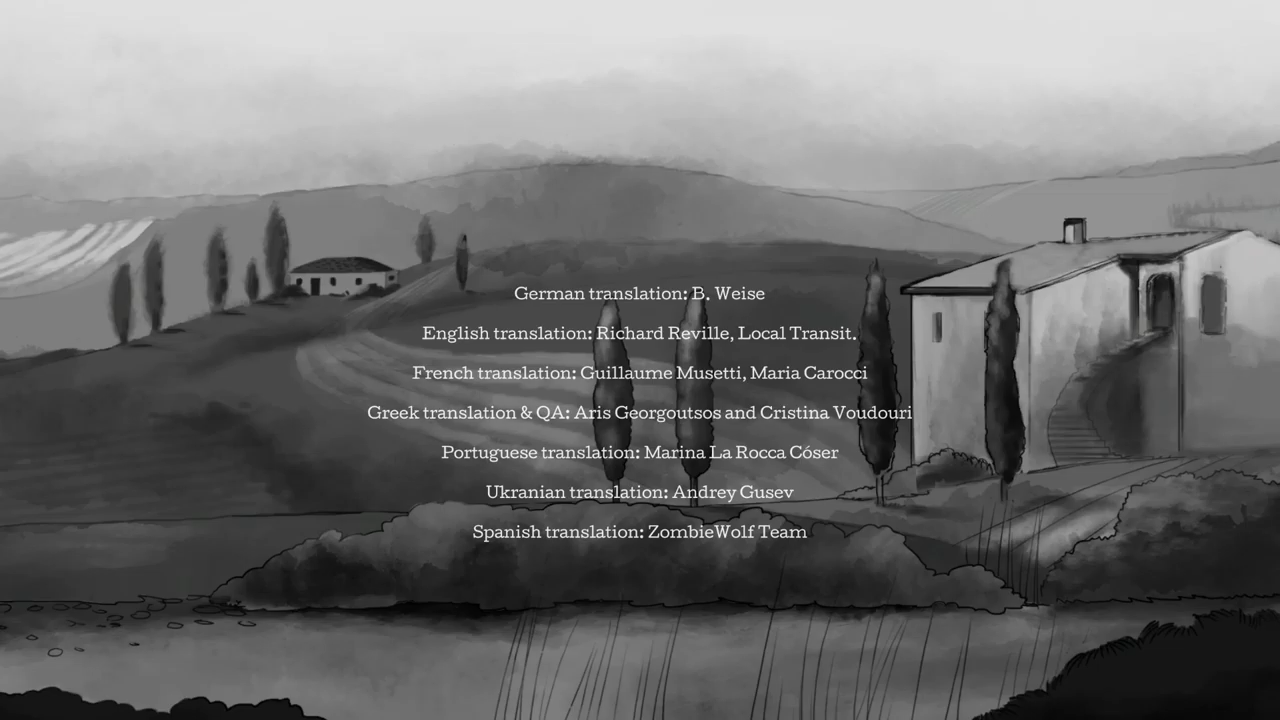 German translation: B. Weise
English translation: Richard Reville, Local Transit.
French translation: Guillaume Musetti, Maria Carocci
Greek translation & QA: Aris Georgoutsos and Cristina Voudouri
Portuguese translation: Marina La Rocca Cóser
Ukranian translation: Andrey Gusev
Spanish translation: ZombieWolf Team